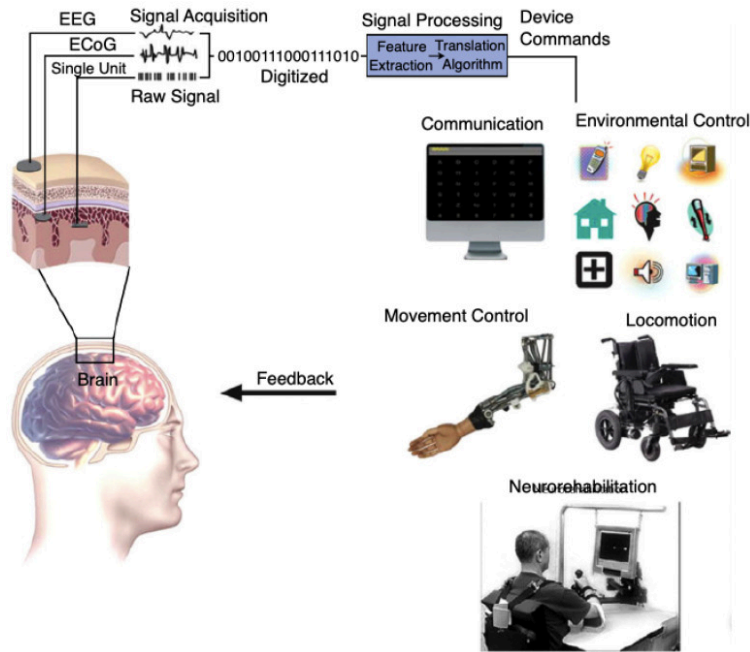 EEG
Signal Acquisition
ECoG
Single Unit
Raw Signal
001001110001111010
Digitized
Signal Processing
Feature Extraction
Translation Algorithm
Device
Commands
Communication
Environmental Control
Movement Control
Locomotion
Brain
Feedback
Neurorehabilitation